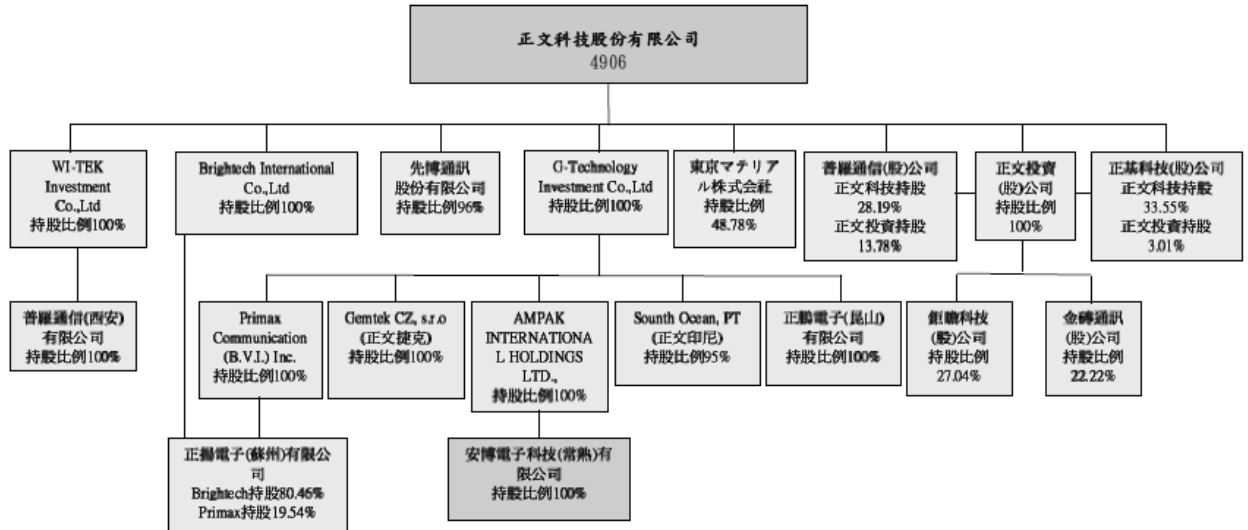 正文科技股份有限公司
4906
WI-TEK
Investment
Co.,Ltd
持股比例100%
Brightech International
Co.,Ltd
持股比例100%
先博通訊
股份有限公司
持股比例96%
G-Technology
Investment Co.,Ltd
持股比例100%
東京マテリア
ル株式会社
持股比例
48.78%
普羅通信(股)公司
正文科技持股
28.19%
正文投資持股
13.78%
正文投資
(股)公司
持股比例
100%
正基科技(股)公司
正文科技持股
33.55%
正文投資持股
3.01%
普羅通信(西安)
有限公司
持股比例100%
Primax
Communication
(B.V.I.) Inc.
持股比例100%
Gemtek CZ, s.r.o
(正文捷克)
持股比例100%
AMPAK
INTERNATIONA
L HOLDINGS
LTD.,
持股比例100%
Sounth Ocean, PT
(正文印尼)
持股比例95%
正鵬電子(昆山)
有限公司
持股比例100%
鉅瞻科技
(股)公司
持股比例
27.04%
金磚通訊
(股)公司
持股比例
22.22%
正揚電子(蘇州)有限公
司
Brightech持股80.46%
Primax持股19.54%
安博電子科技(常熟)有
限公司
持股比例100%